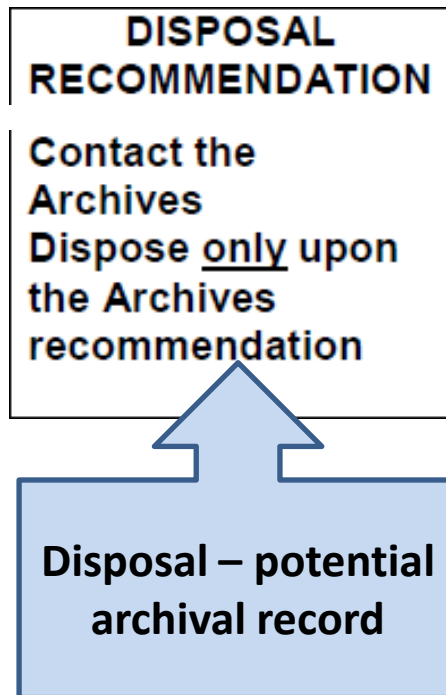 DISPOSAL
RECOMMENDATION
Contact the
Archives
Dispose only upon
the Archives
recommendation
Disposal – potential
archival record